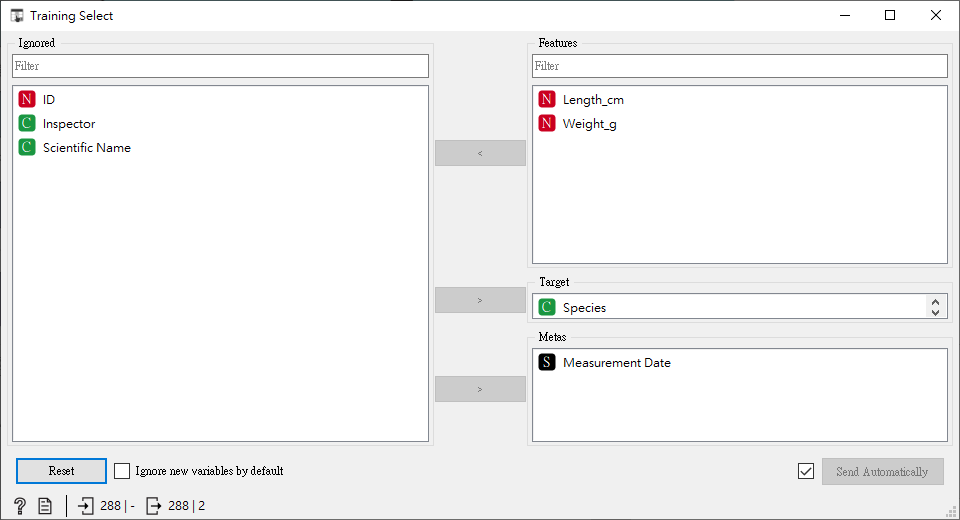 Training Select
Ignored
Filter
N ID
C Inspector
C Scientific Name
<
>
>
Features
Filter
N Length_cm
N Weight_g
Target
C Species
Metas
S Measurement Date
Reset
Ignore new variables by default
Send Automatically
? 288 | - 288 | 2